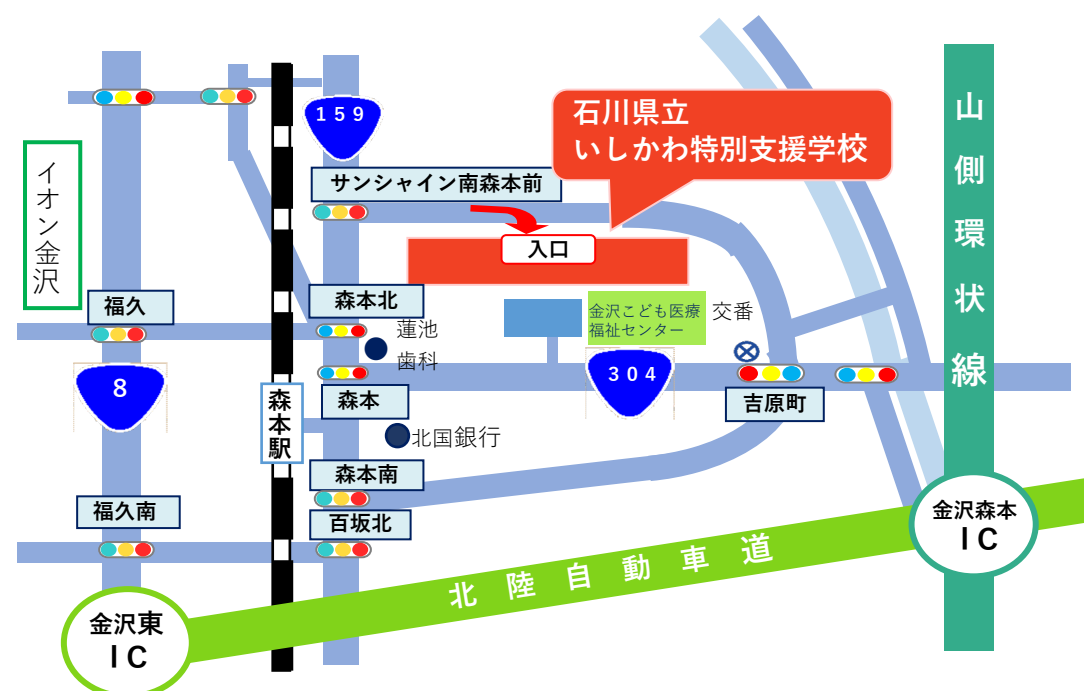 159
石川県立
いしかわ特別支援学校
山側環状線
イオン金沢
サンシャイン南森本前
入口
福久
森本北
蓮池
歯科
金沢こども医療
福祉センター
交番
8
304
森本
吉原町
森本駅
北国銀行
森本南
福久南
百坂北
金沢森本
IC
北陸自動車道
金沢東
IC